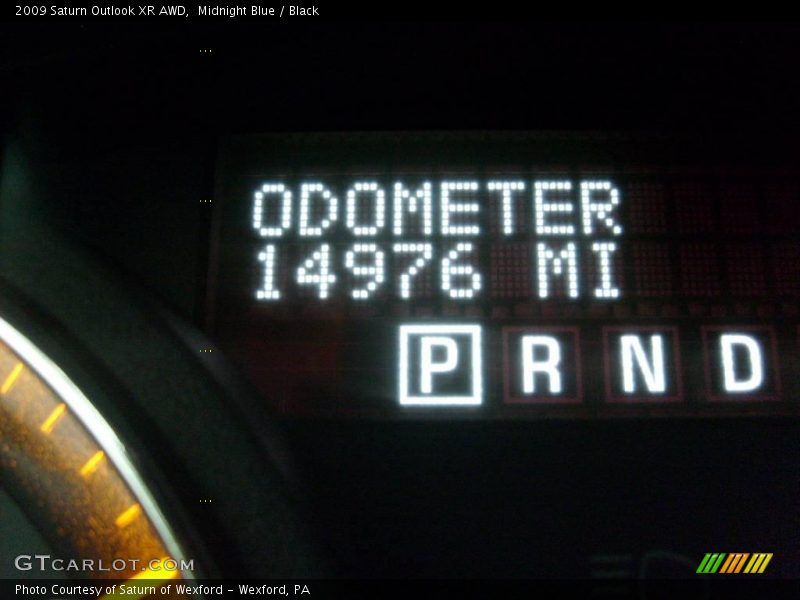 2009 Saturn Outlook XR AWD,  Midnight Blue / Black
ODOMETER
14976 MI
P R N D
GTCARLOT.COM
Photo Courtesy of Saturn of Wexford – Wexford, PA